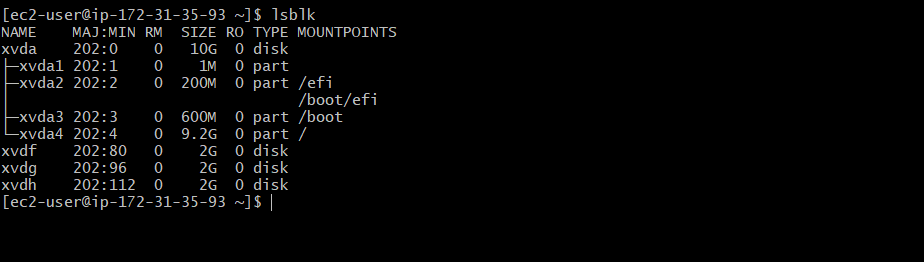 [ec2-user@ip-172-31-35-93 ~]$ lsblk
NAME    MAJ:MIN RM  SIZE RO TYPE MOUNTPOINTS
xvda    202:0    0   10G  0 disk
├─xvda1 202:1    0    1M  0 part
├─xvda2 202:2    0  200M  0 part /efi
│                                /boot/efi
├─xvda3 202:3    0  600M  0 part /boot
└─xvda4 202:4    0  9.2G  0 part /
xvdf    202:80   0    2G  0 disk
xvdg    202:96   0    2G  0 disk
xvdh    202:112  0    2G  0 disk
[ec2-user@ip-172-31-35-93 ~]$